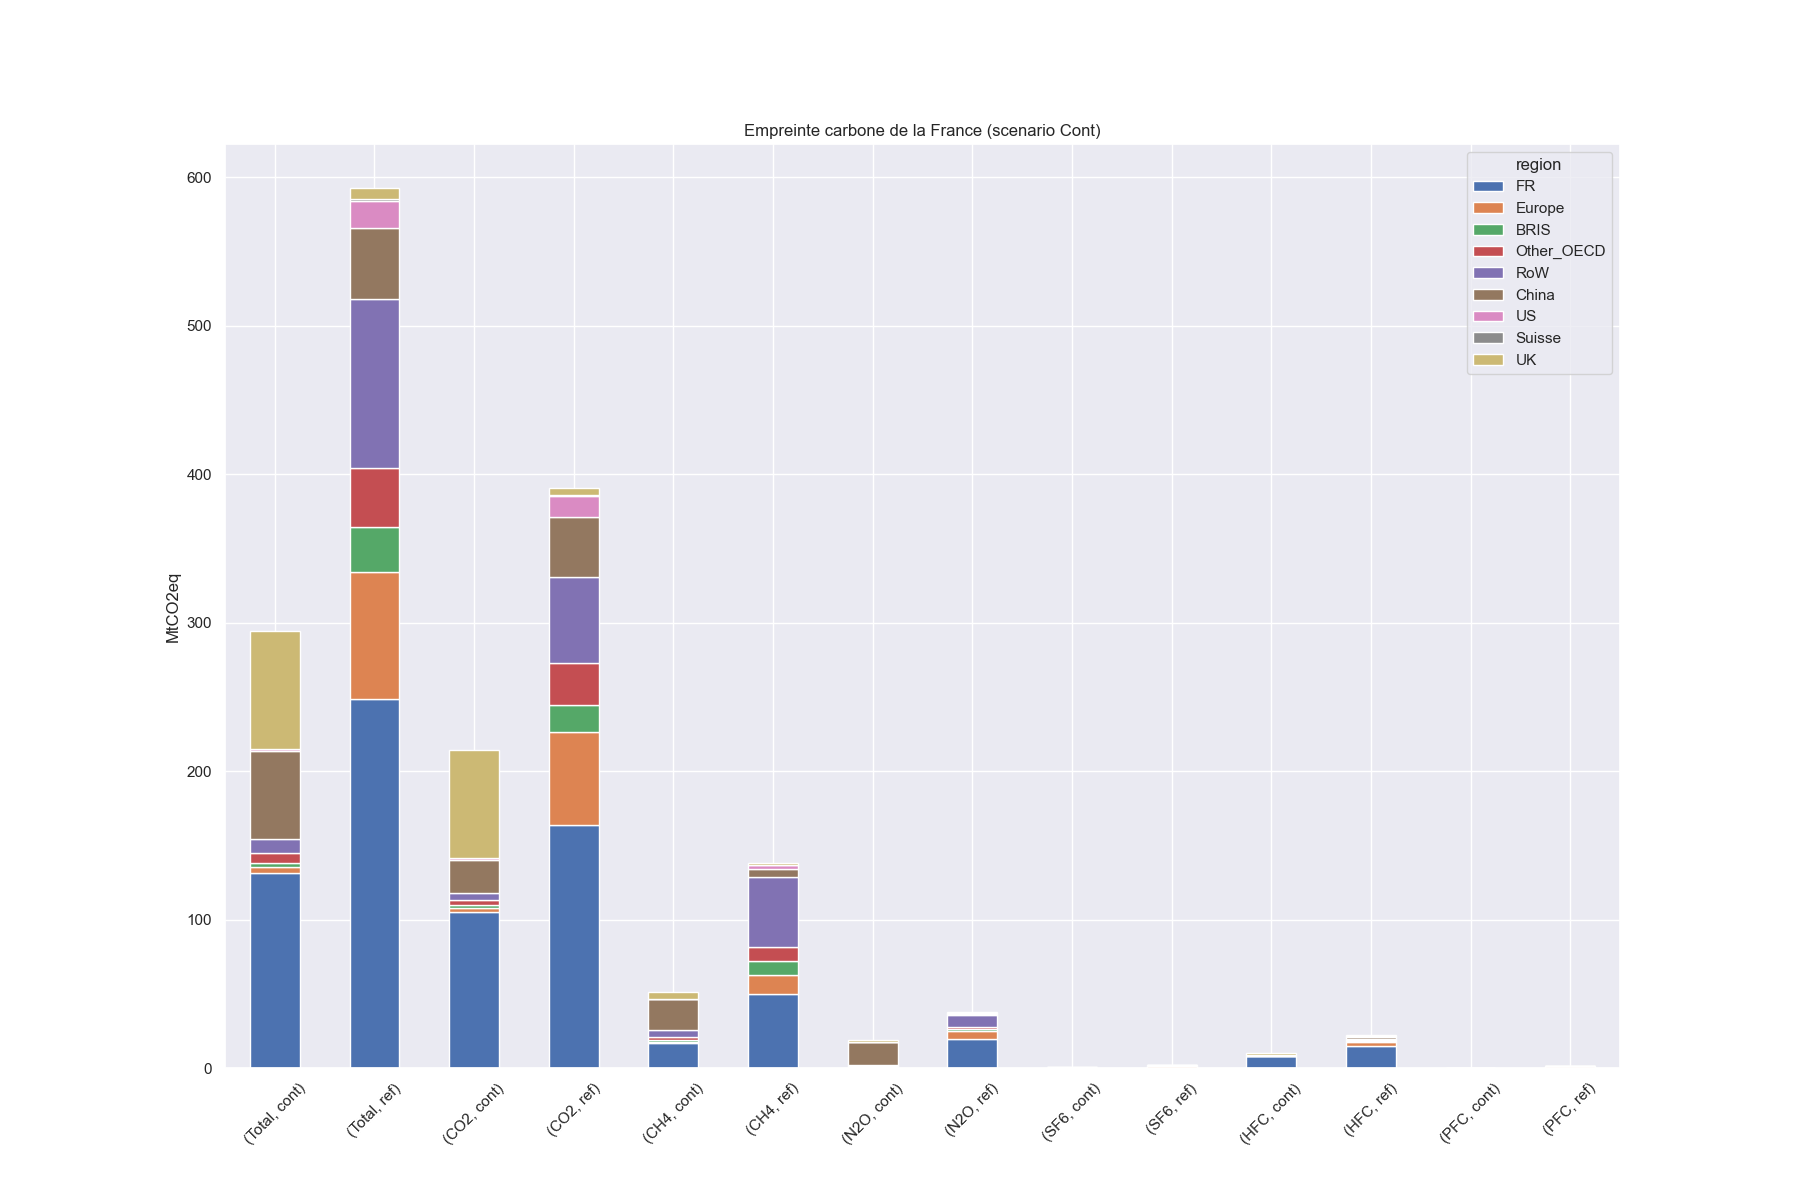 Empreinte carbone de la France (scenario Cont)
region
FR
Europe
BRIS
Other_OECD
RoW
China
US
Suisse
UK
MtCO2eq
600
500
400
300
200
100
0
(Total, cont)
(Total, ref)
(CO2, cont)
(CO2, ref)
(CH4, cont)
(CH4, ref)
(N2O, cont)
(N2O, ref)
(SF6, cont)
(SF6, ref)
(HFC, cont)
(HFC, ref)
(PFC, cont)
(PFC, ref)